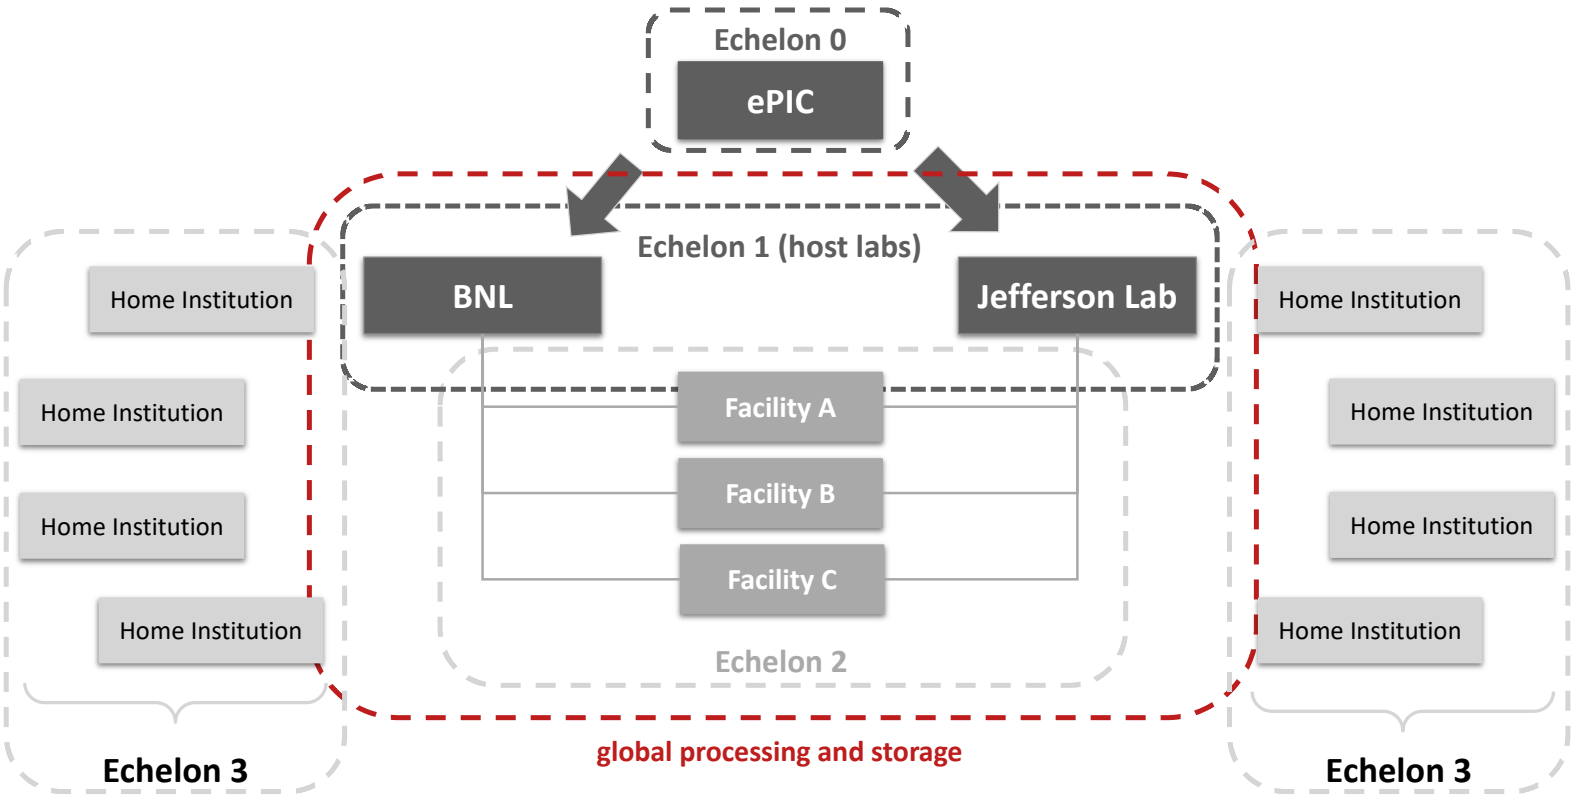 Echelon 0
ePIC
Echelon 1 (host labs)
BNL
Jefferson Lab
Home Institution
Home Institution
Home Institution
Home Institution
Echelon 3
Facility A
Facility B
Facility C
Echelon 2
global processing and storage
Home Institution
Home Institution
Home Institution
Home Institution
Echelon 3